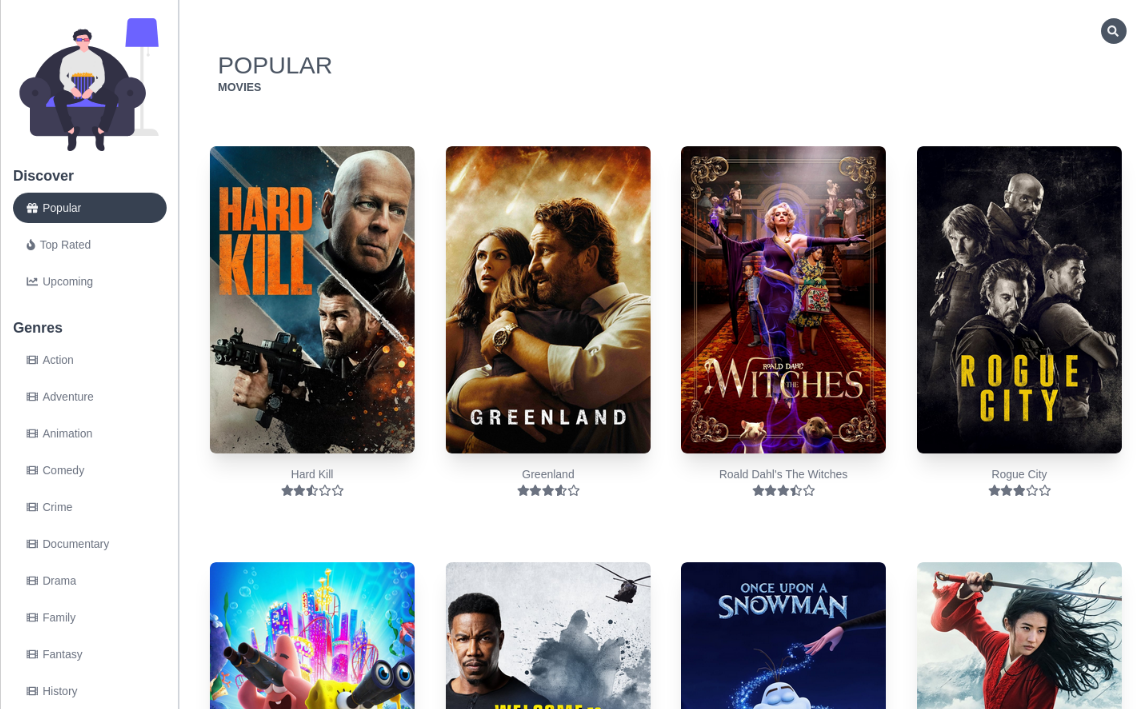 POPULAR
MOVIES
Discover
Popular
Top Rated
Upcoming
Genres
Action
Adventure
Animation
Comedy
Crime
Documentary
Drama
Family
Fantasy
History
HARD
KILL
GREENLAND
ROALD DAHL'S
THE WITCHES
ROGUE
CITY
Hard Kill
Greenland
Roald Dahl's The Witches
Rogue City
WELCOME TO
ONCE UPON A
SNOWMAN